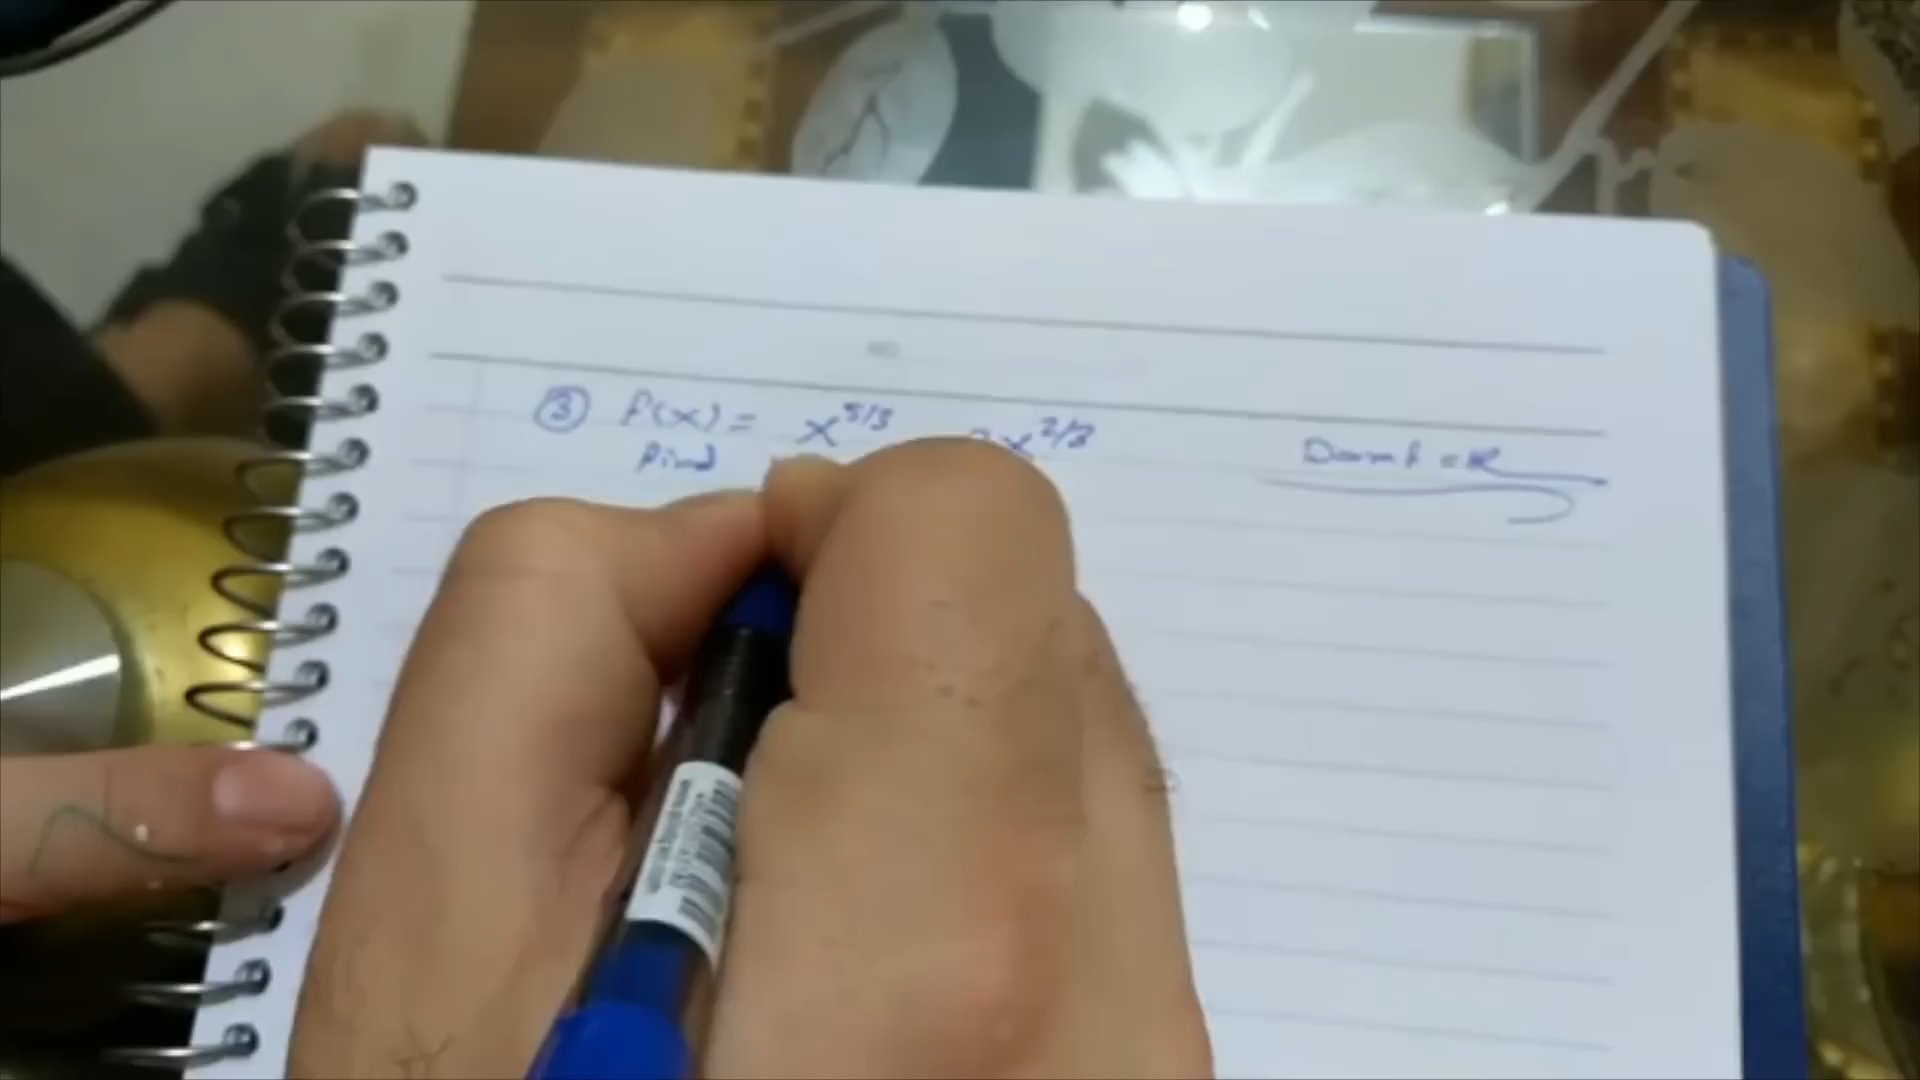 ③ f(x) = x^5/3 x^2/3 Dom f = ℝ
find